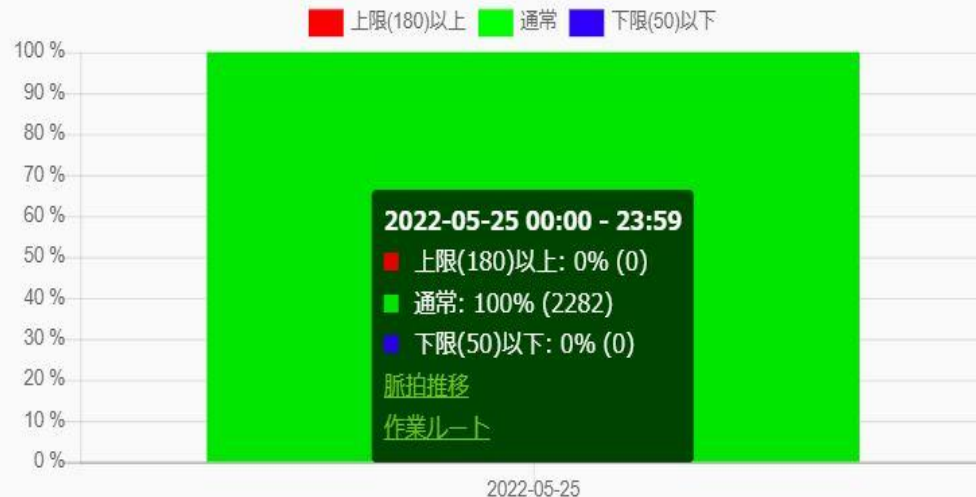 上限(180)以上 通常 下限(50)以下
100 %
90 %
80 %
70 %
60 %
50 %
40 %
30 %
20 %
10 %
0 %
2022-05-25 00:00 - 23:59
上限(180)以上: 0% (0)
通常: 100% (2282)
下限(50)以下: 0% (0)
脈拍推移
作業ルート
2022-05-25